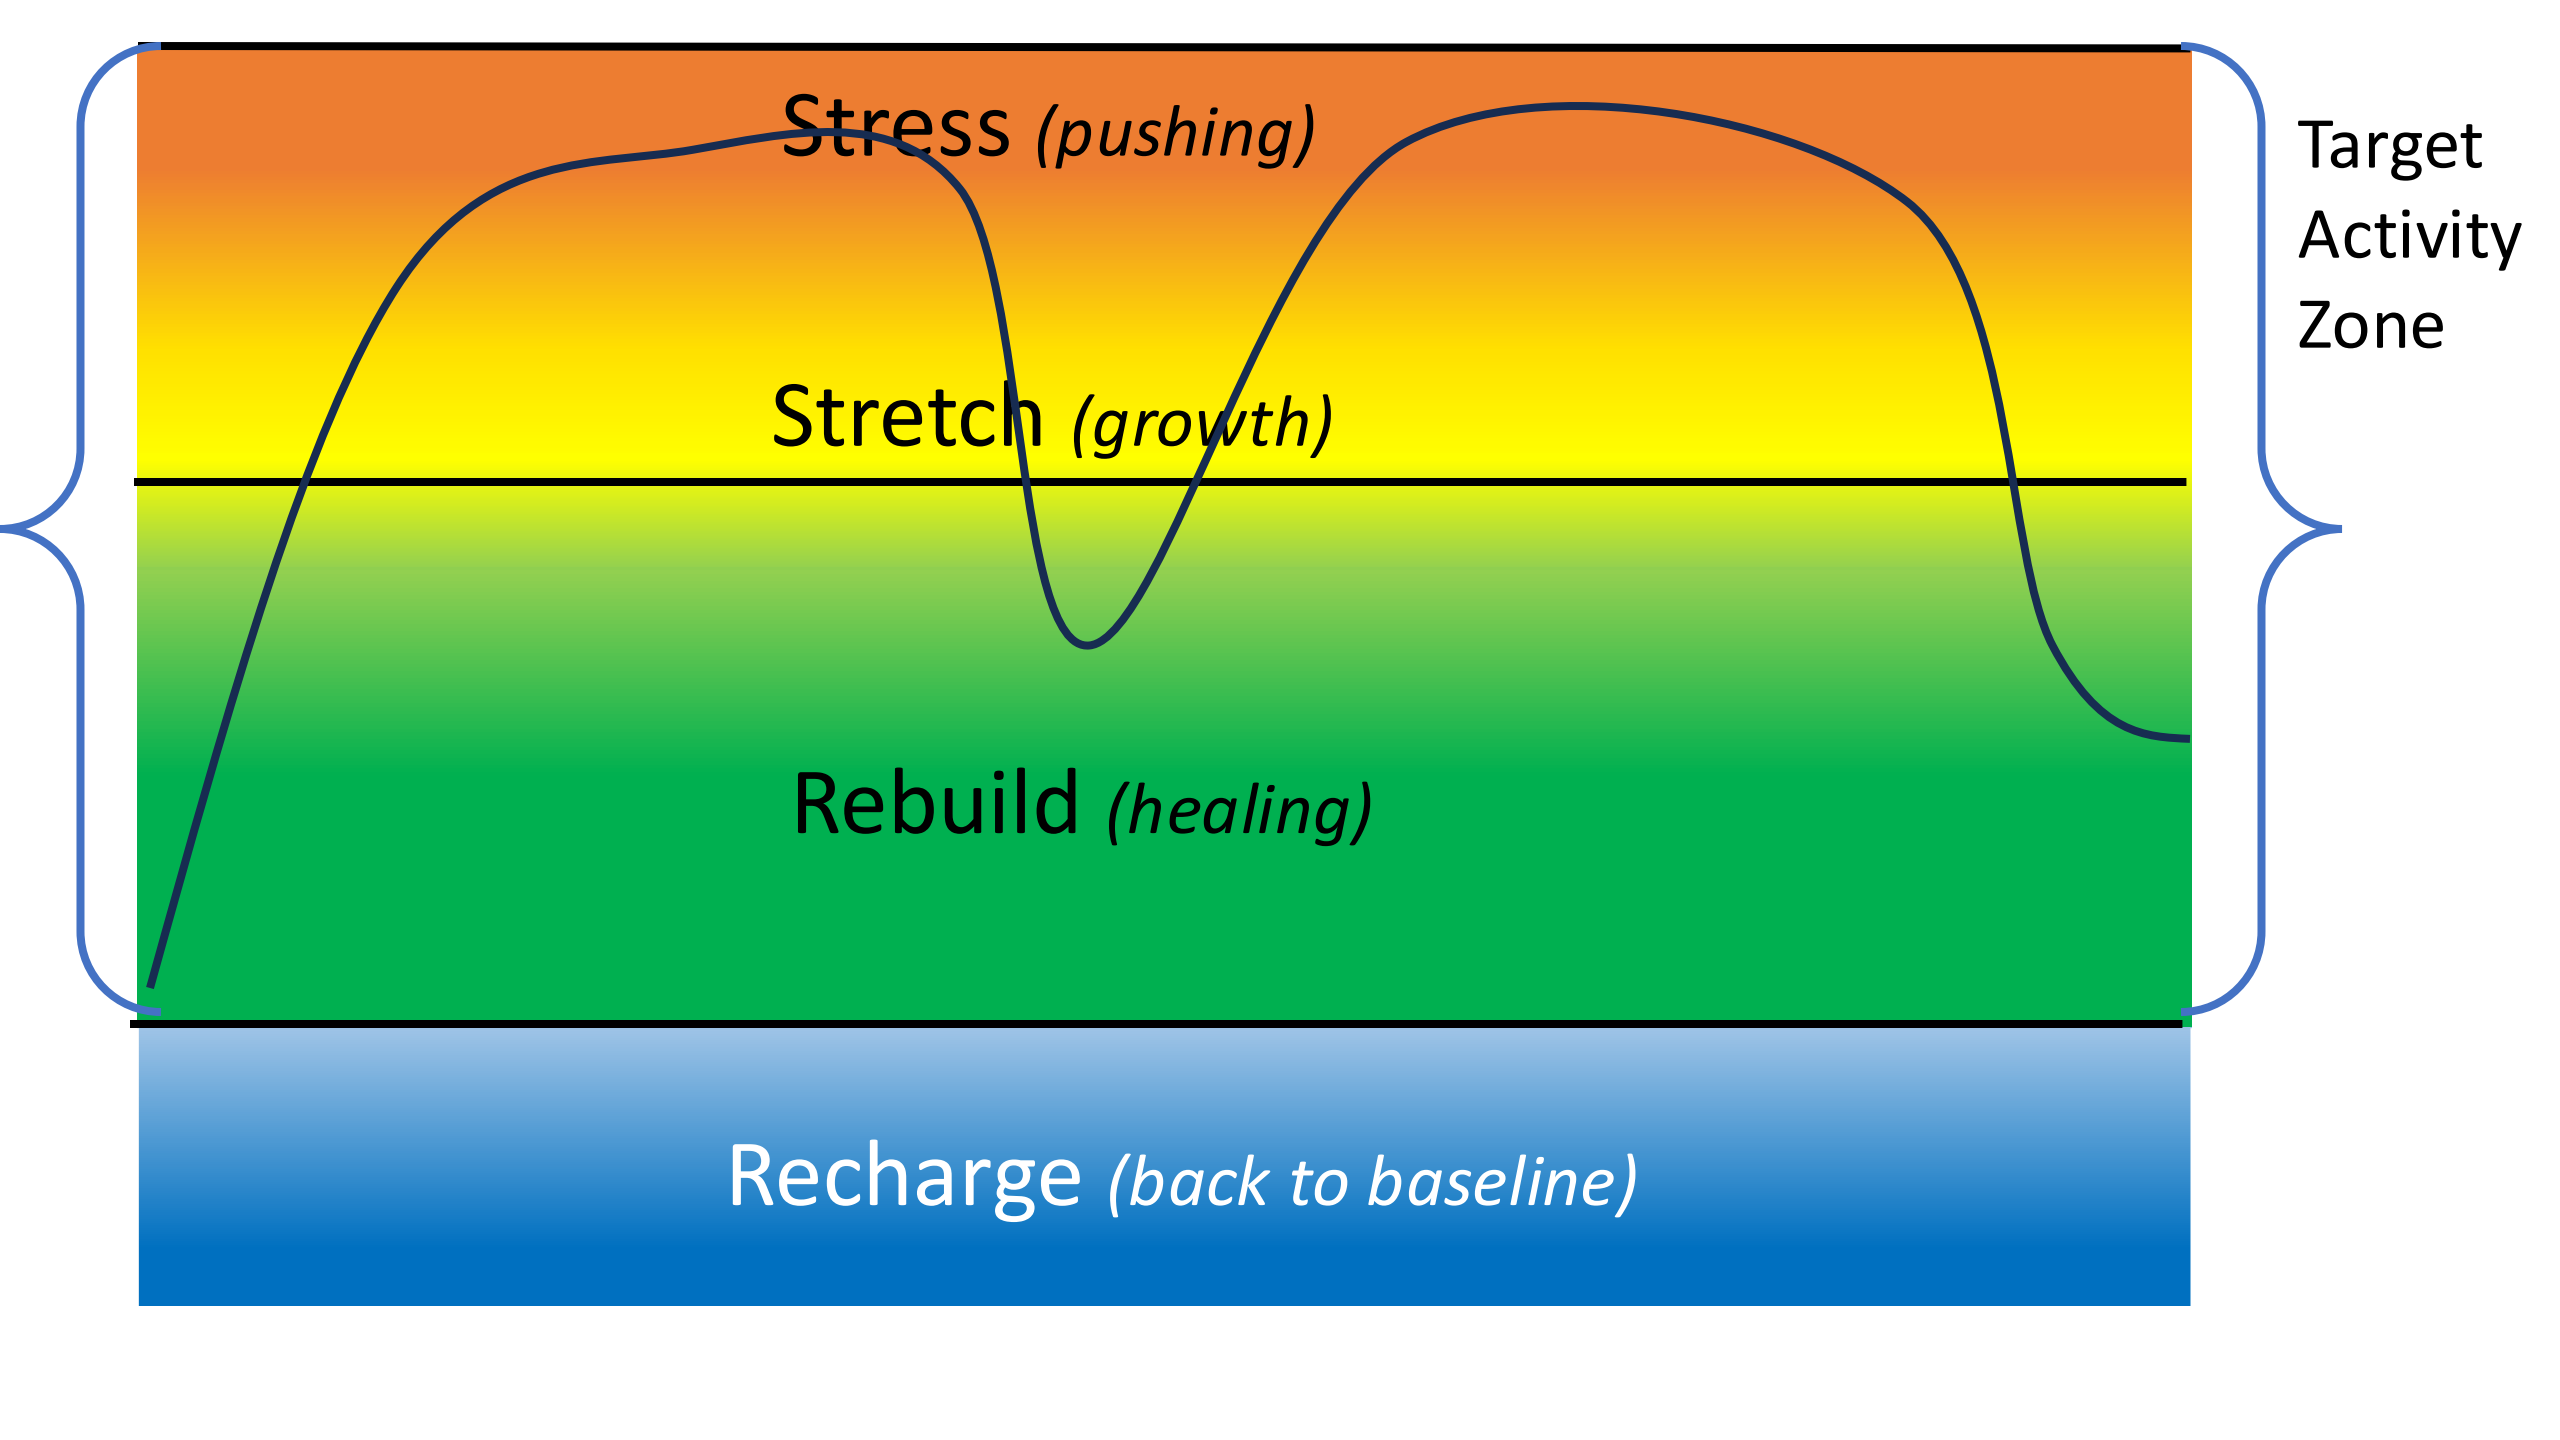 Stress (pushing)
Target
Activity
Zone
Stretch (growth)
Rebuild (healing)
Recharge (back to baseline)